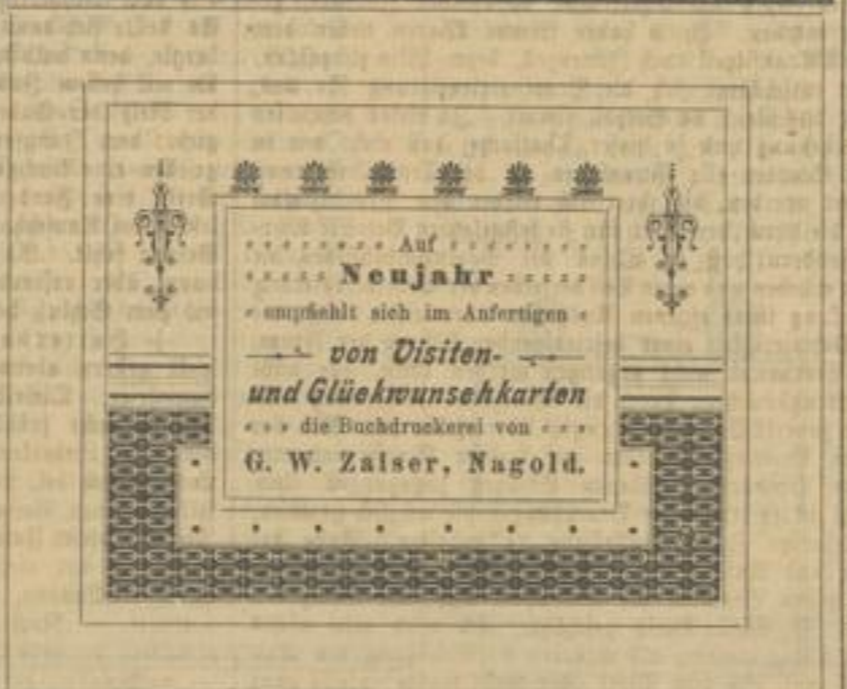 Auf
Neujahr
empfiehlt sich im Anfertigen
von Visiten-
und Glückwunschkarten
die Buchdruckerei von
G. W. Zaiser, Nagold.